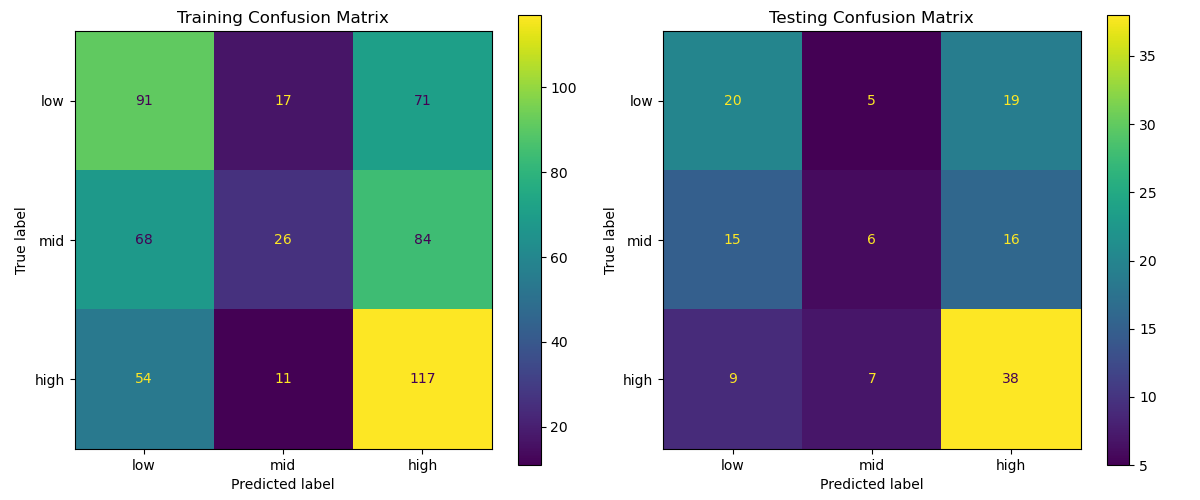 Training Confusion Matrix
True label
low
mid
high
91 17 71
68 26 84
54 11 117
low mid high
Predicted label
100
80
60
40
20
Testing Confusion Matrix
True label
low
mid
high
20 5 19
15 6 16
9 7 38
low mid high
Predicted label
35
30
25
20
15
10
5